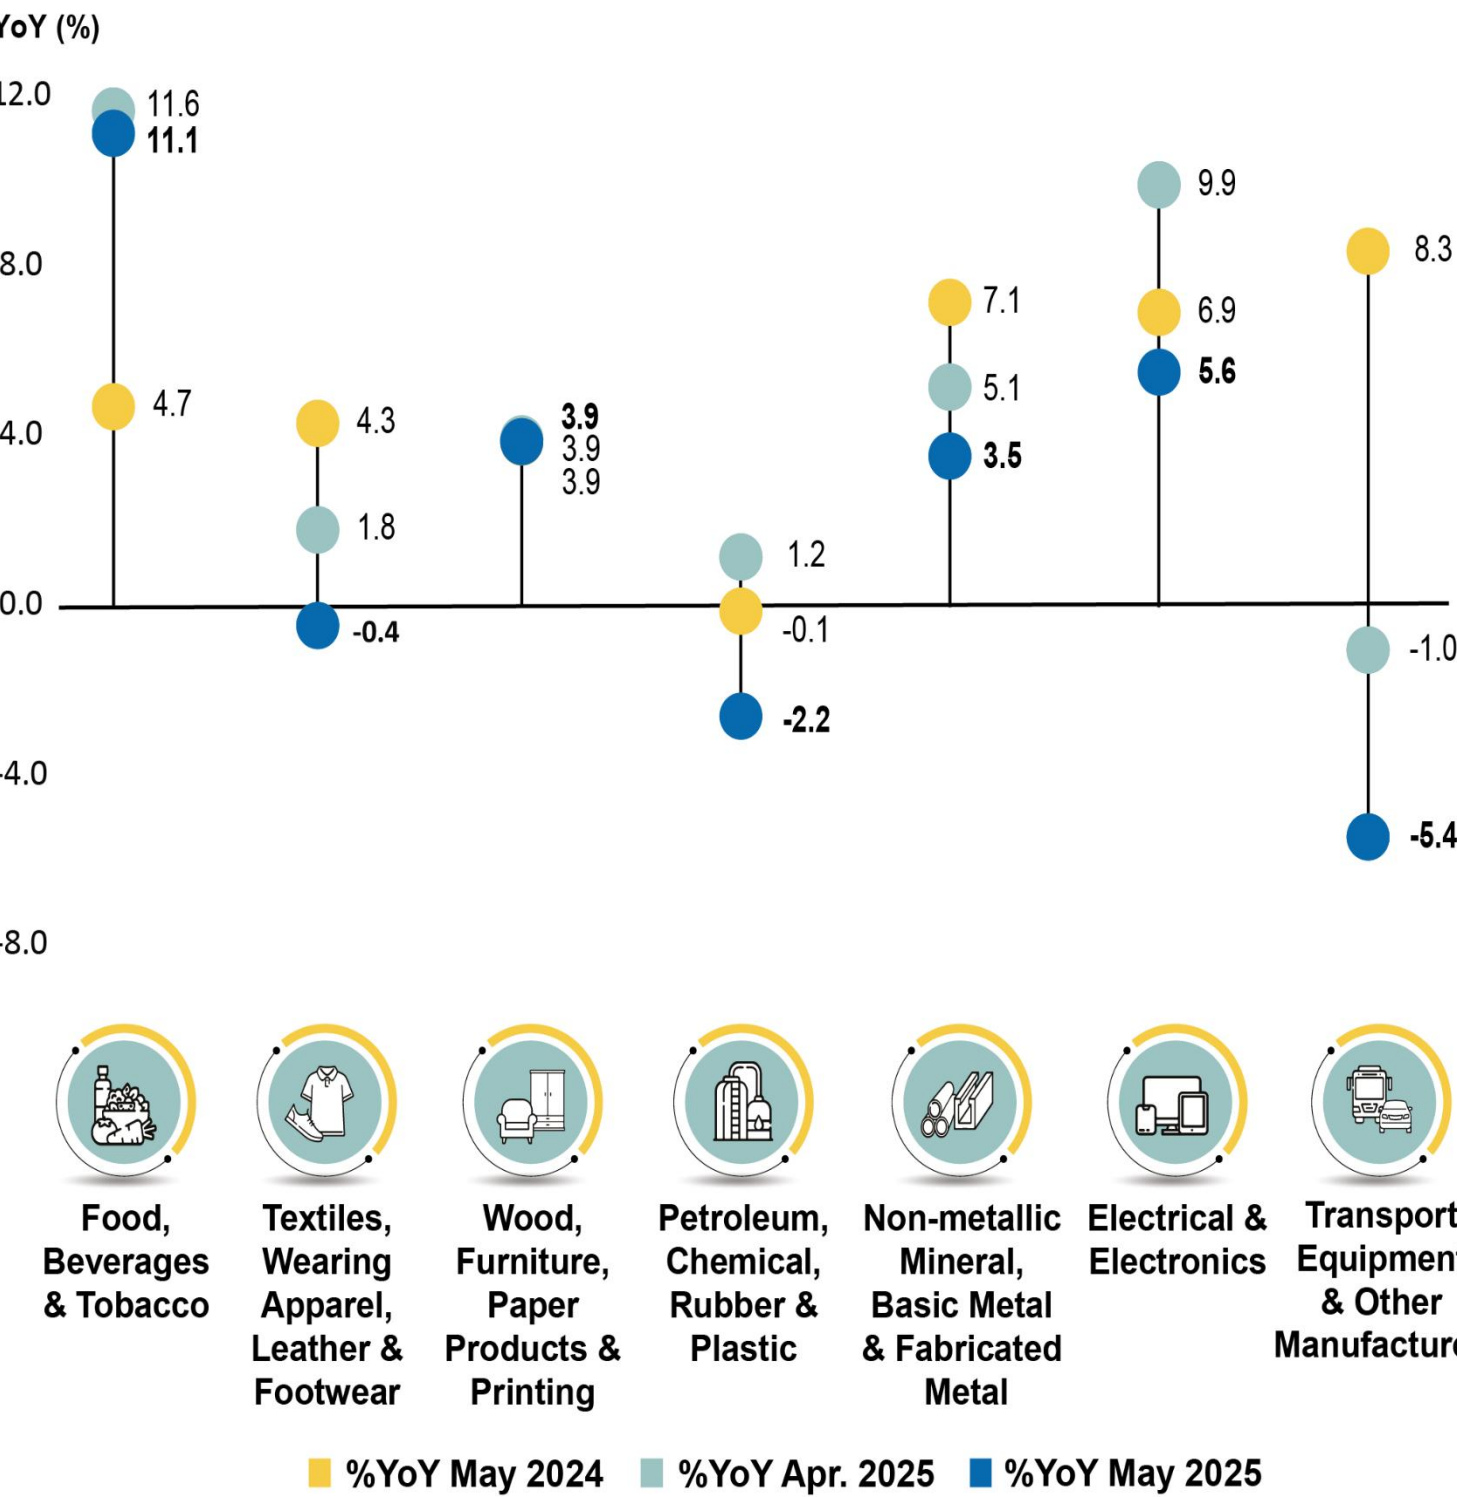 YoY (%)
12.0
8.0
4.0
0.0
-4.0
-8.0
11.6
11.1
4.7
4.3
1.8
-0.4
3.9
3.9
3.9
1.2
-0.1
-2.2
7.1
5.1
3.5
9.9
6.9
5.6
8.3
-1.0
-5.4
Food,
Beverages
& Tobacco
Textiles,
Wearing
Apparel,
Leather &
Footwear
Wood,
Furniture,
Paper
Products &
Printing
Petroleum,
Chemical,
Rubber &
Plastic
Non-metallic
Mineral,
Basic Metal
& Fabricated
Metal
Electrical &
Electronics
Transport
Equipment
& Other
Manufacture
%YoY May 2024
%YoY Apr. 2025
%YoY May 2025